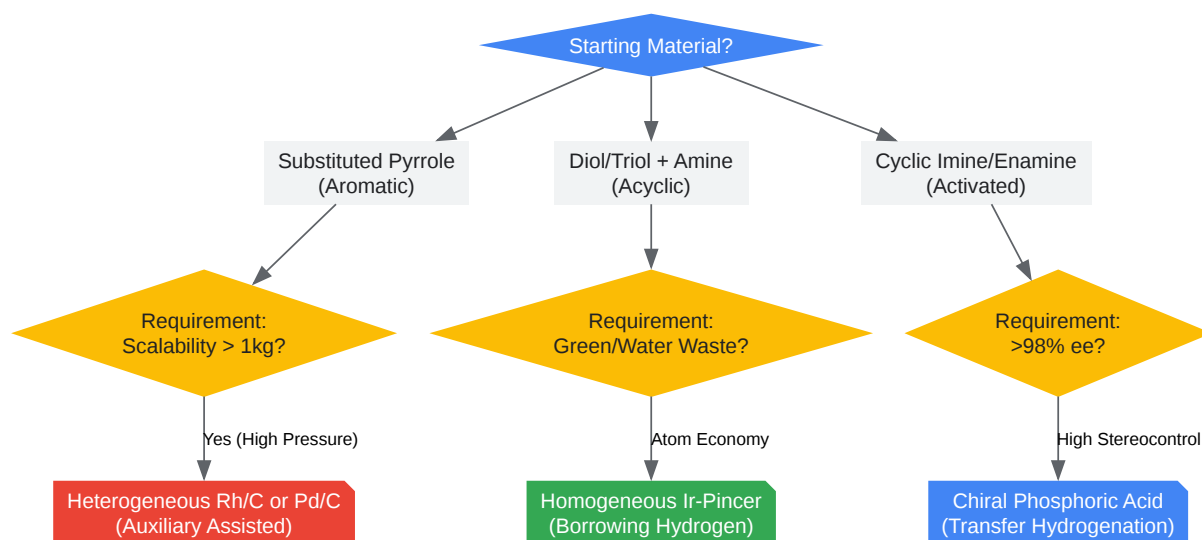 Starting Material?
Substituted Pyrrole
(Aromatic)
Diol/Triol + Amine
(Acyclic)
Cyclic Imine/Enamine
(Activated)
Requirement:
Scalability > 1kg?
Requirement:
Green/Water Waste?
Requirement:
>98% ee?
Yes (High Pressure)
Atom Economy
High Stereocontrol
Heterogeneous Rh/C or Pd/C
(Auxiliary Assisted)
Homogeneous Ir-Pincer
(Borrowing Hydrogen)
Chiral Phosphoric Acid
(Transfer Hydrogenation)